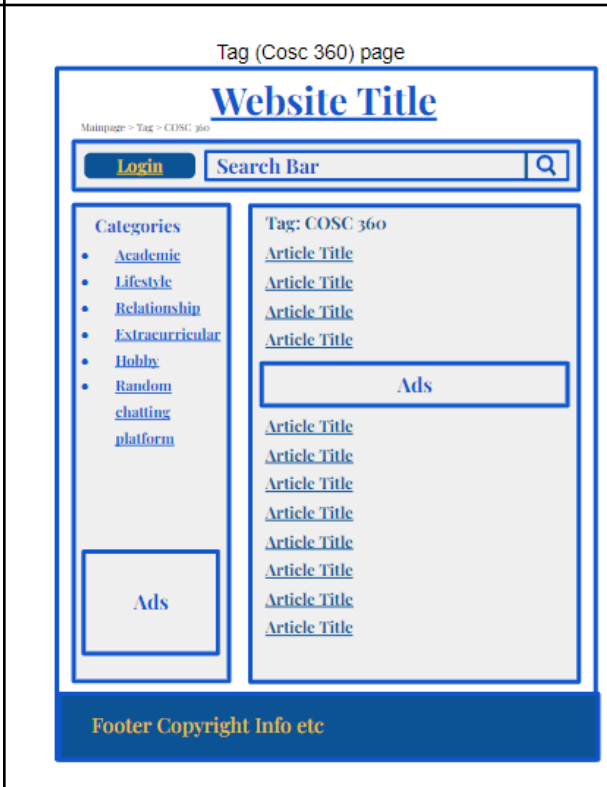 Tag (Cosc 360) page
Website Title
Mainpage > Tag > COSC 360
Login
Search Bar
Categories
Academic
Lifestyle
Relationship
Extracurricular
Hobby
Random
chatting
platform
Ads
Tag: COSC 360
Article Title
Article Title
Article Title
Article Title
Ads
Article Title
Article Title
Article Title
Article Title
Article Title
Article Title
Article Title
Article Title
Footer Copyright Info etc